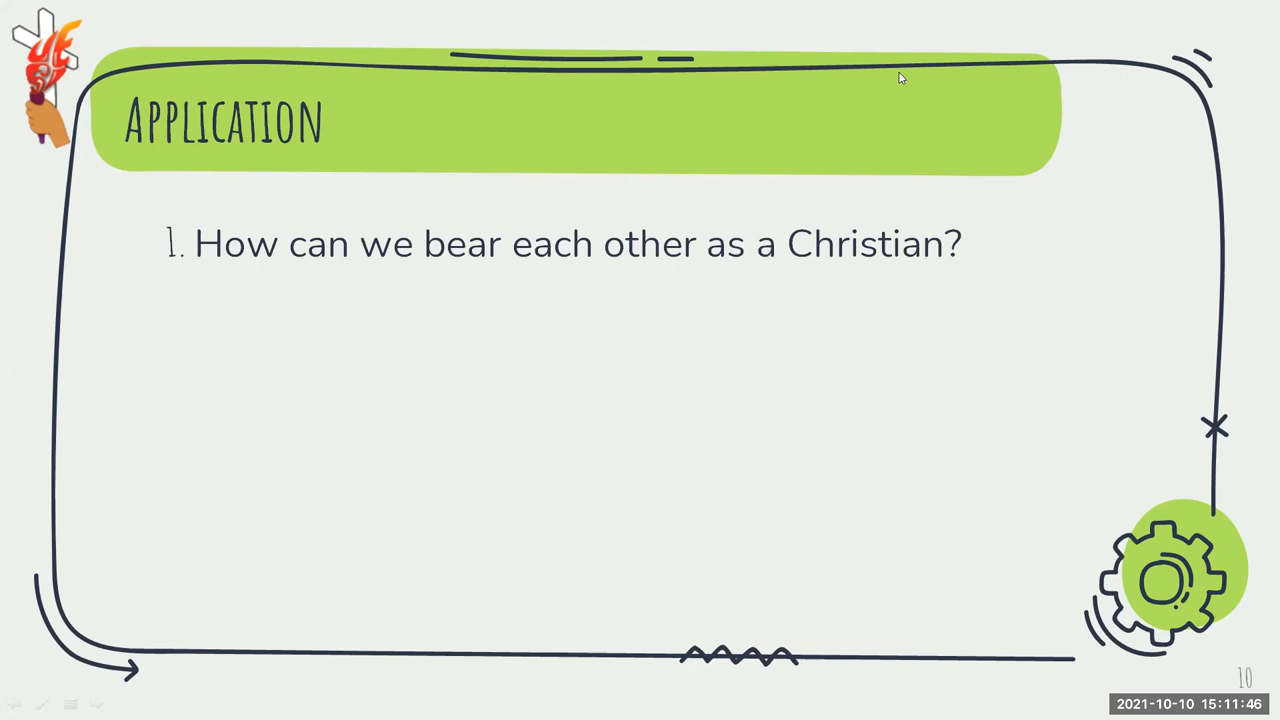 Application
1. How can we bear each other as a Christian?
10
2021-10-10 15:11:46